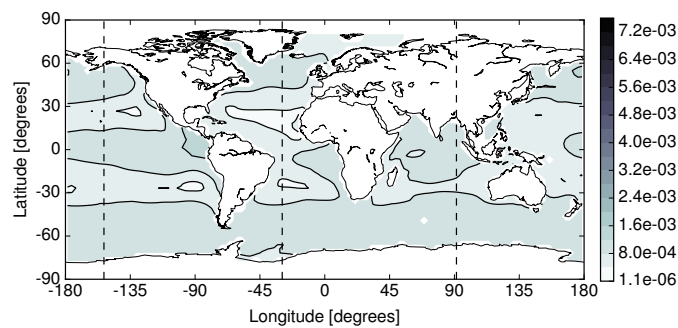 90
60
30
0
-30
-60
-90
Latitude [degrees]
-180 -135 -90 -45 0 45 90 135 180
Longitude [degrees]
7.2e-03
6.4e-03
5.6e-03
4.8e-03
4.0e-03
3.2e-03
2.4e-03
1.6e-03
8.0e-04
1.1e-06